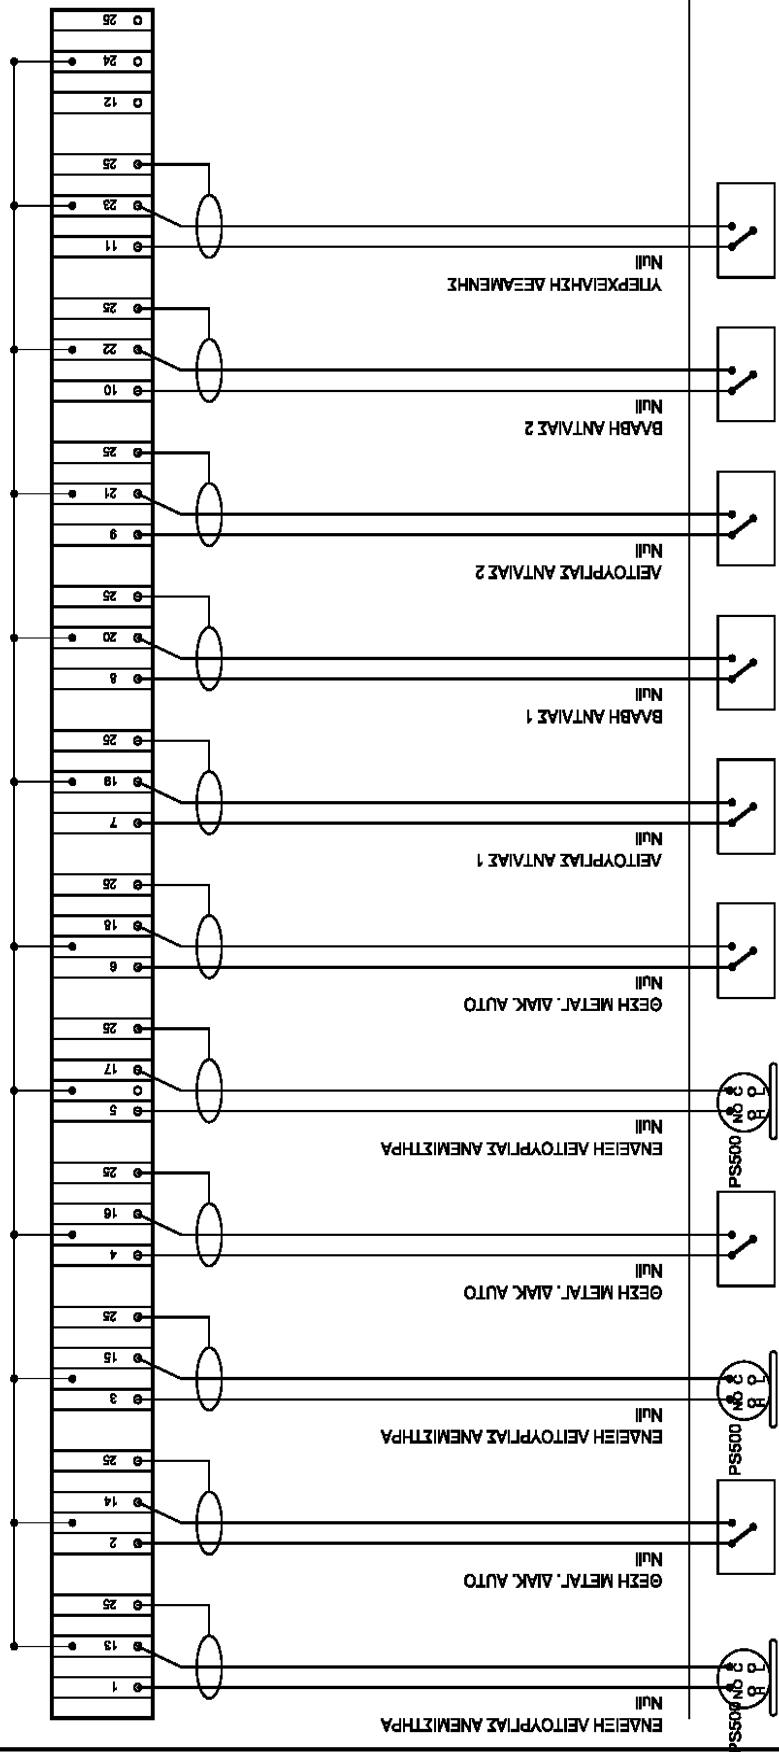 ΕΝΔΕΙΞΗ ΛΕΙΤΟΥΡΓΙΑΣ ΑΝΕΜΙΣΤΗΡΑ
Null
PS500
H NO
L C
1
13
25
ΘΕΣΗ ΜΕΤΑΓ. ΔΙΑΚ. AUTO
Null
2
14
25
ΕΝΔΕΙΞΗ ΛΕΙΤΟΥΡΓΙΑΣ ΑΝΕΜΙΣΤΗΡΑ
Null
PS500
H NO
L C
3
15
25
ΘΕΣΗ ΜΕΤΑΓ. ΔΙΑΚ. AUTO
Null
4
16
25
ΕΝΔΕΙΞΗ ΛΕΙΤΟΥΡΓΙΑΣ ΑΝΕΜΙΣΤΗΡΑ
Null
PS500
H NO
L C
5
17
25
ΘΕΣΗ ΜΕΤΑΓ. ΔΙΑΚ. AUTO
Null
6
18
25
ΛΕΙΤΟΥΡΓΙΑΣ ΑΝΤΛΙΑΣ 1
Null
7
19
25
ΒΛΑΒΗ ΑΝΤΛΙΑΣ 1
Null
8
20
25
ΛΕΙΤΟΥΡΓΙΑΣ ΑΝΤΛΙΑΣ 2
Null
9
21
25
ΒΛΑΒΗ ΑΝΤΛΙΑΣ 2
Null
10
22
25
ΥΠΕΡΧΕΙΛΗΣΗ ΔΕΞΑΜΕΝΗΣ
Null
11
23
25
12
24
25